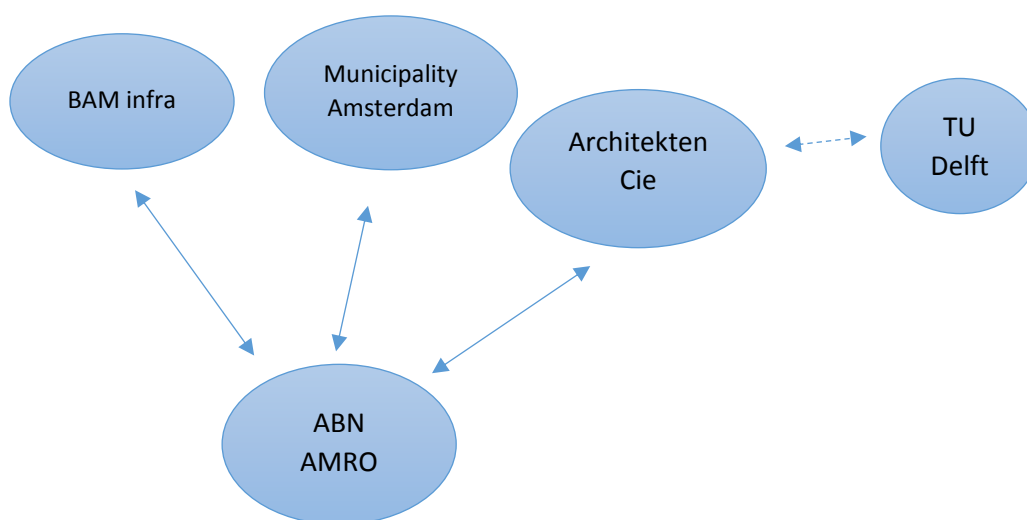 BAM infra
Municipality
Amsterdam
Architekten
Cie
TU
Delft
ABN
AMRO